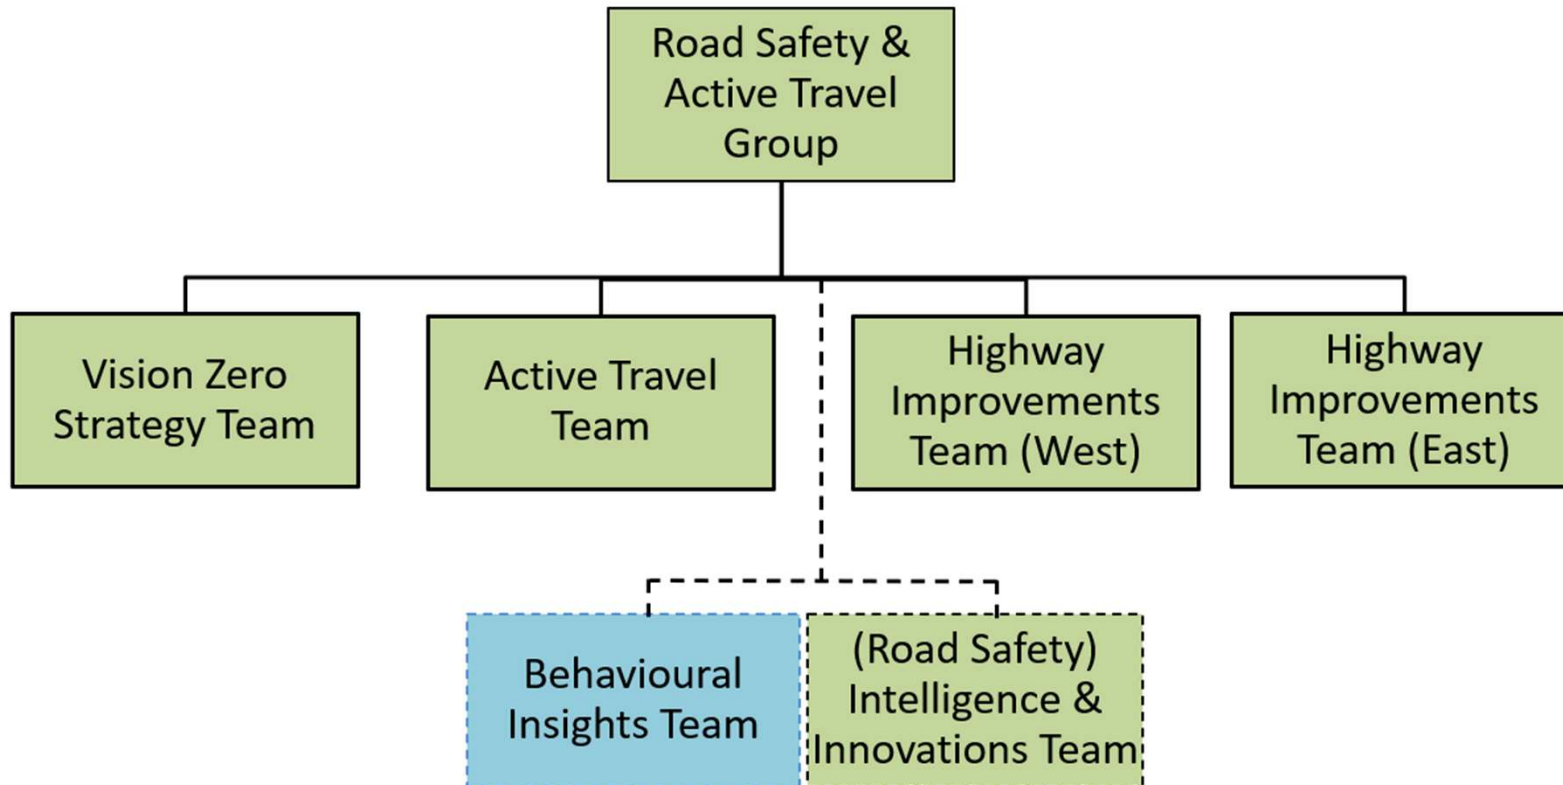 Road Safety &
Active Travel
Group
Vision Zero
Strategy Team
Active Travel
Team
Highway
Improvements
Team (West)
Highway
Improvements
Team (East)
Behavioural
Insights Team
(Road Safety)
Intelligence &
Innovations Team